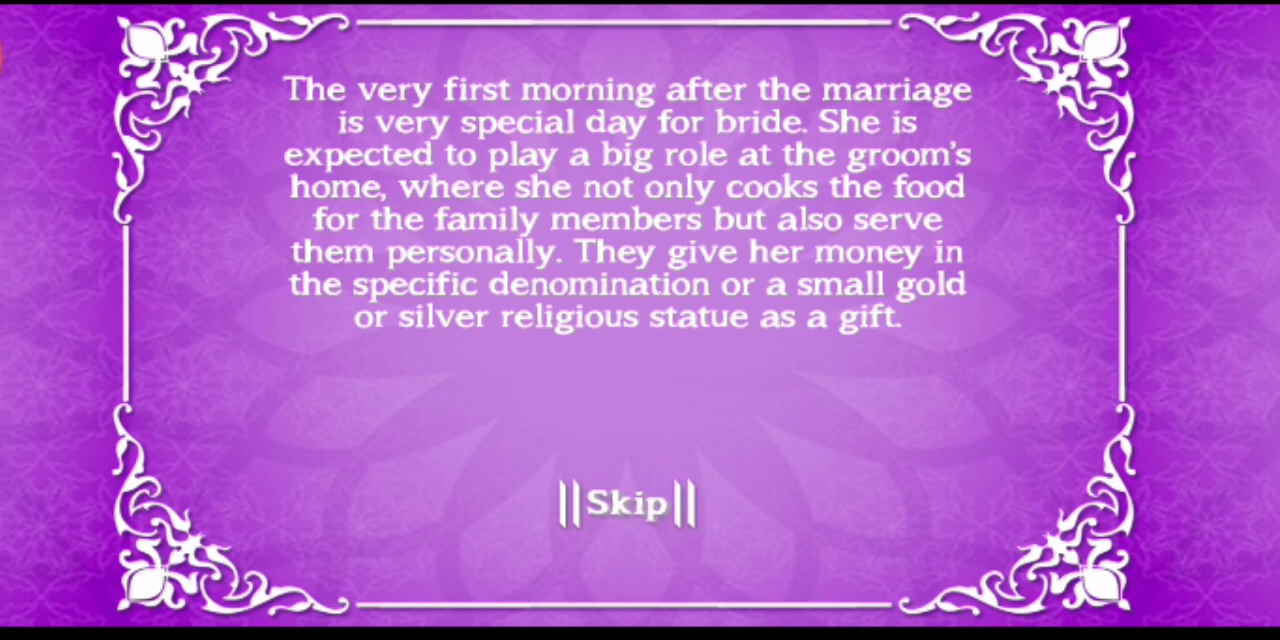 The very first morning after the marriage
is very special day for bride. She is
expected to play a big role at the groom's
home, where she not only cooks the food
for the family members but also serve
them personally. They give her money in
the specific denomination or a small gold
or silver religious statue as a gift.
||Skip||